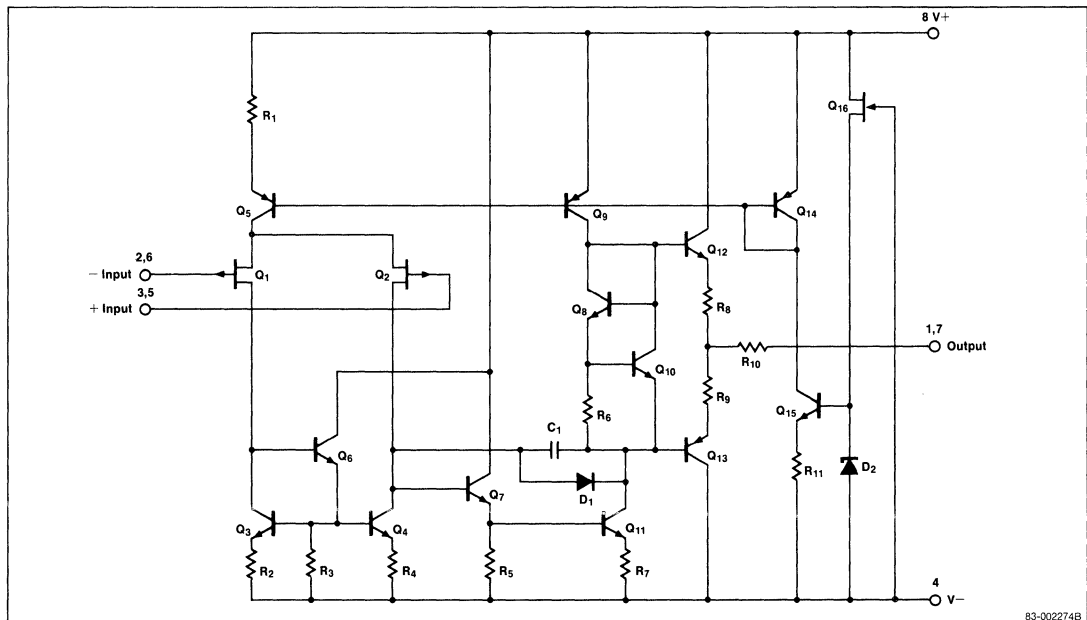 8 V+
R1
Q16
Q5
Q9
Q14
2,6
− Input
Q1
Q2
Q12
3,5
+ Input
Q8
R8
1,7
Output
R10
Q10
R6
R9
Q15
C1
Q6
Q13
R11
D2
D1
Q7
Q3
Q4
Q11
R2
R3
R4
R5
R7
4
V−
83-002274B